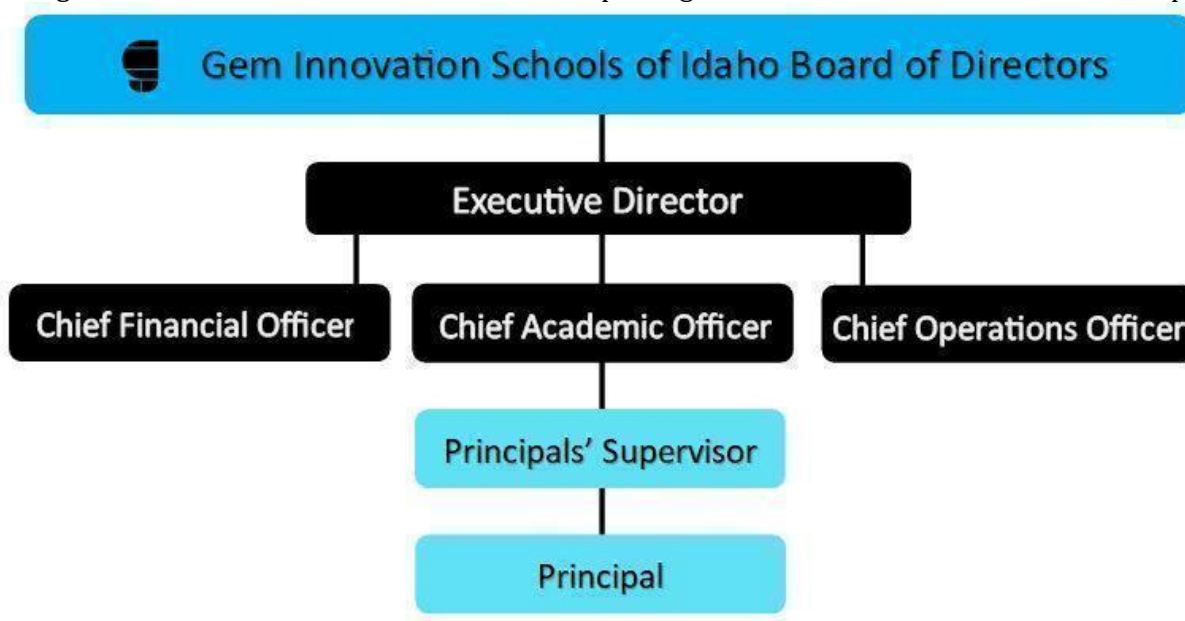 Gem Innovation Schools of Idaho Board of Directors
Executive Director
Chief Financial Officer
Chief Academic Officer
Chief Operations Officer
Principals' Supervisor
Principal